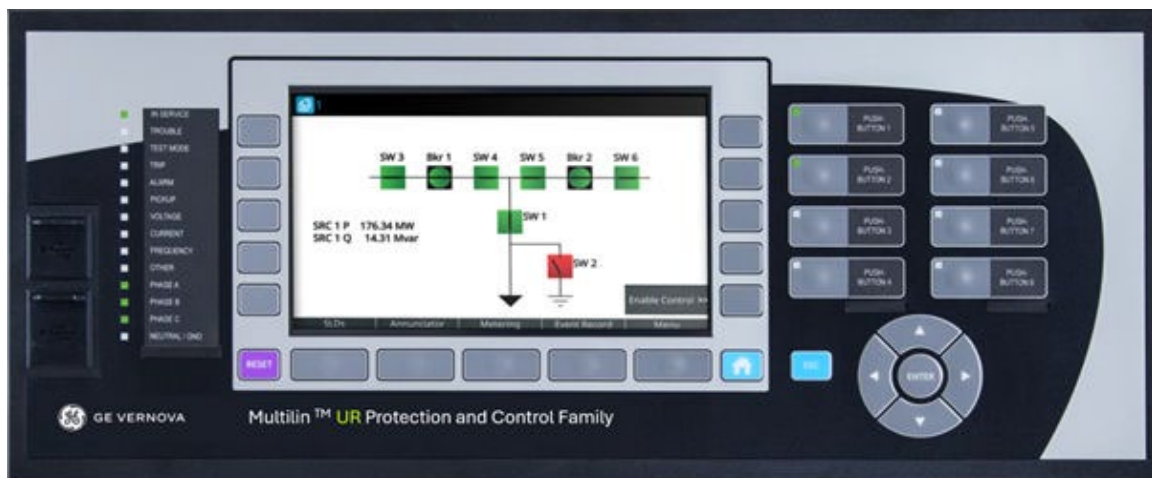 IN SERVICE
TROUBLE
TEST MODE
TRIP
ALARM
PICKUP
VOLTAGE
CURRENT
FREQUENCY
OTHER
PHASE A
PHASE B
PHASE C
NEUTRAL / GND
1
SW 3 Bkr 1 SW 4 SW 5 Bkr 2 SW 6
SW 1
SRC 1 P 176.34 MW
SRC 1 Q 14.31 Mvar
SW 2
Enable Control >>
SLDs Annunciator Metering Event Record Menu
RESET
PUSH-
BUTTON 1
PUSH-
BUTTON 2
PUSH-
BUTTON 3
PUSH-
BUTTON 4
PUSH-
BUTTON 5
PUSH-
BUTTON 6
PUSH-
BUTTON 7
PUSH-
BUTTON 8
ESC
ENTER
GE VERNOVA
Multilin ™ UR Protection and Control Family